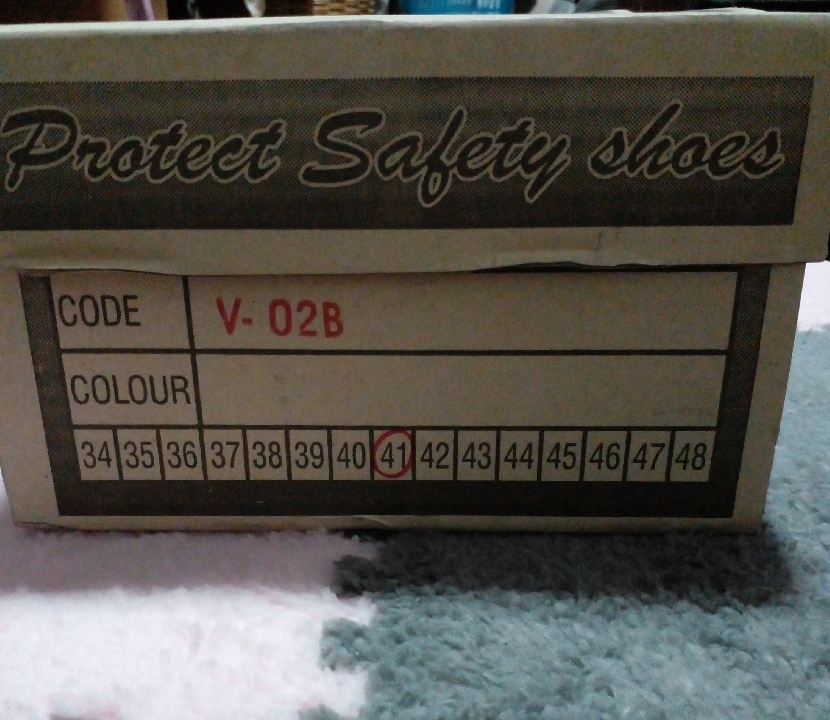 Protect Safety shoes
CODE V- 02B
COLOUR
34 35 36 37 38 39 40 41 42 43 44 45 46 47 48